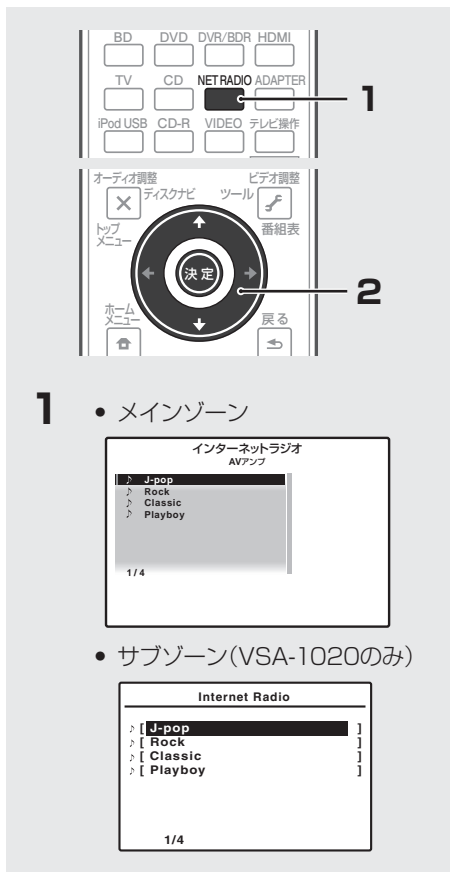 BD DVD DVR/BDR HDMI
TV CD NET RADIO ADAPTER
1
iPod USB CD-R VIDEO テレビ操作
オーディオ調整 ビデオ調整
ディスクナビ ツール
トップ
メニュー
番組表
決定
2
ホーム
メニュー
戻る
1 • メインゾーン
インターネットラジオ
AVアンプ
♪ J-pop
♪ Rock
♪ Classic
♪ Playboy
1/4
• サブゾーン(VSA-1020のみ)
Internet Radio
♪ [ J-pop ]
♪ [ Rock ]
♪ [ Classic ]
♪ [ Playboy ]
1/4